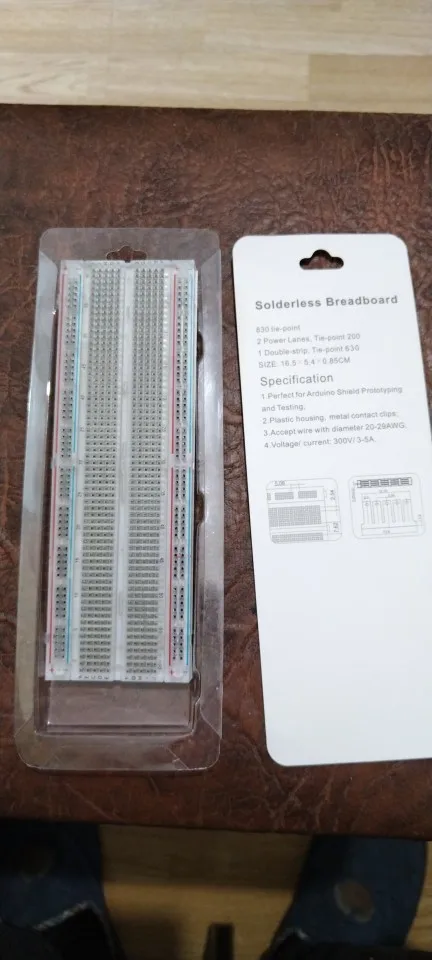 Solderless Breadboard
830 tie-point
2 Power Lanes, Tie-point 200
1 Double-strip, Tie-point 630
SIZE: 16.5*5.4*0.85CM
Specification
1.Perfect for Arduino Shield Prototyping
and Testing;
2.Plastic housing, metal contact clips;
3.Accept wire with diameter 20-29AWG;
4.Voltage/ current: 300V/ 3-5A.